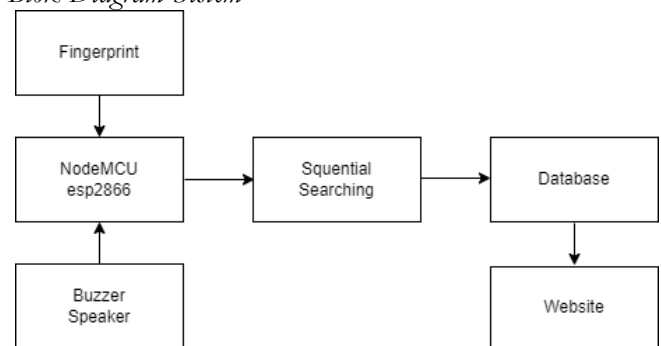 Blok Diagram Sistem
Fingerprint
NodeMCU
esp2866
Squential
Searching
Database
Buzzer
Speaker
Website